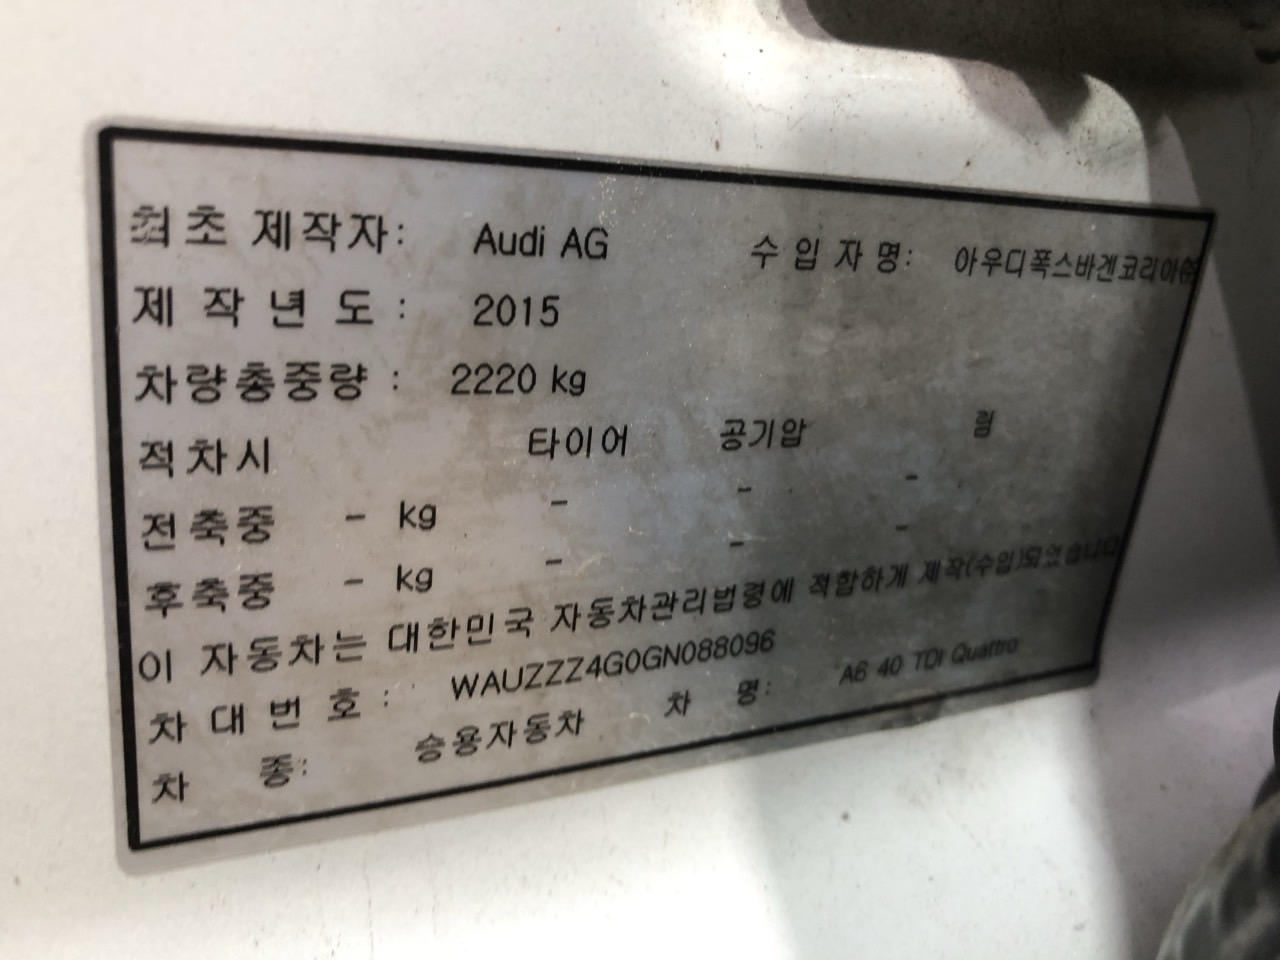 최초 제작자: Audi AG 수 입 자 명: 아우디폭스바겐코리아㈜
제 작 년 도 : 2015
차량총중량 : 2220 kg
적차시 타이어 공기압 림
전축중 - kg - - -
후축중 - kg - - -
이 자동차는 대한민국 자동차관리법령에 적합하게 제작(수입)되었습니다
차 대 번 호 : WAUZZZ4G0GN088096
차 종: 승용자동차 차 명: A6 40 TDI Quattro